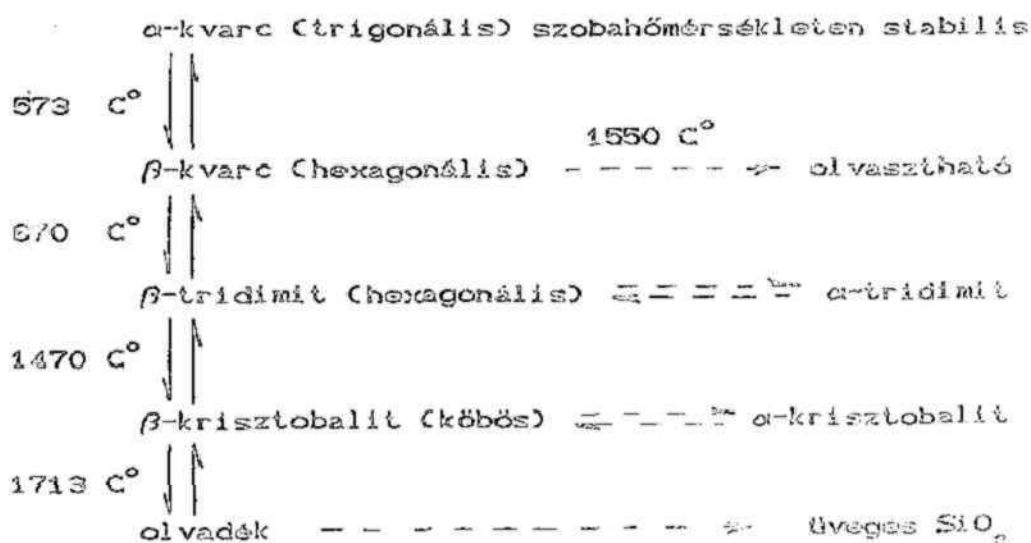 α-kvarc (trigonális) szobahőmérsékleten stabilis
573 C°
1550 C°
β-kvarc (hexagonális) olvasztható
670 C°
β-tridimit (hexagonális) α-tridimit
1470 C°
β-krisztobalit (köbös) α-krisztobalit
1713 C°
olvadék üveges SiO₂